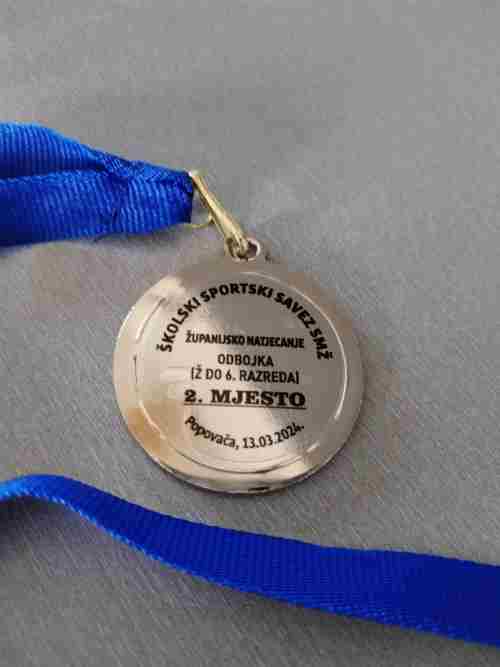 ŠKOLSKI SPORTSKI SAVEZ SMŽ
ŽUPANIJSKO NATJECANJE
ODBOJKA
(Ž DO 6. RAZREDA)
2. MJESTO
Popovača, 13.03.2024.